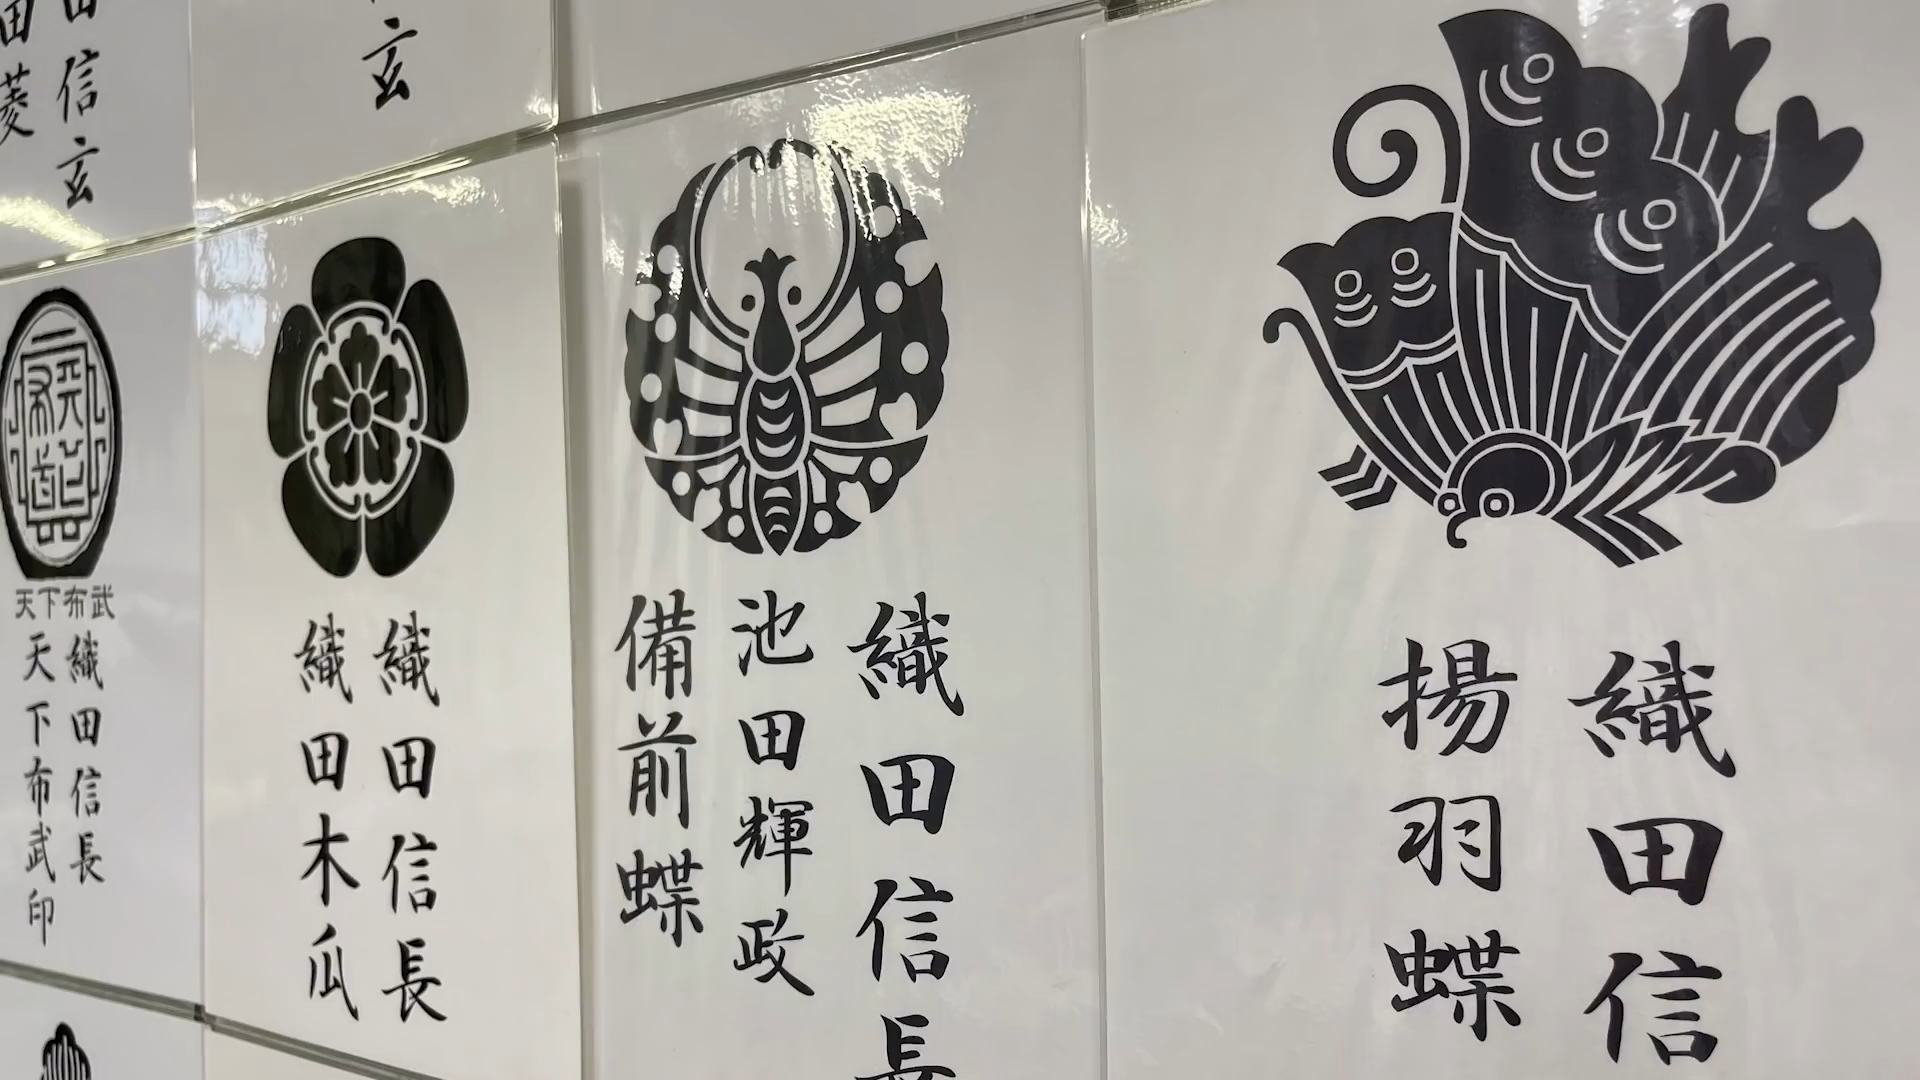 玄
田信玄
田菱
織田信
揚羽蝶
織田信長
池田輝政
備前蝶
織田信長
織田木瓜
天下布武
織田信長
天下布武印